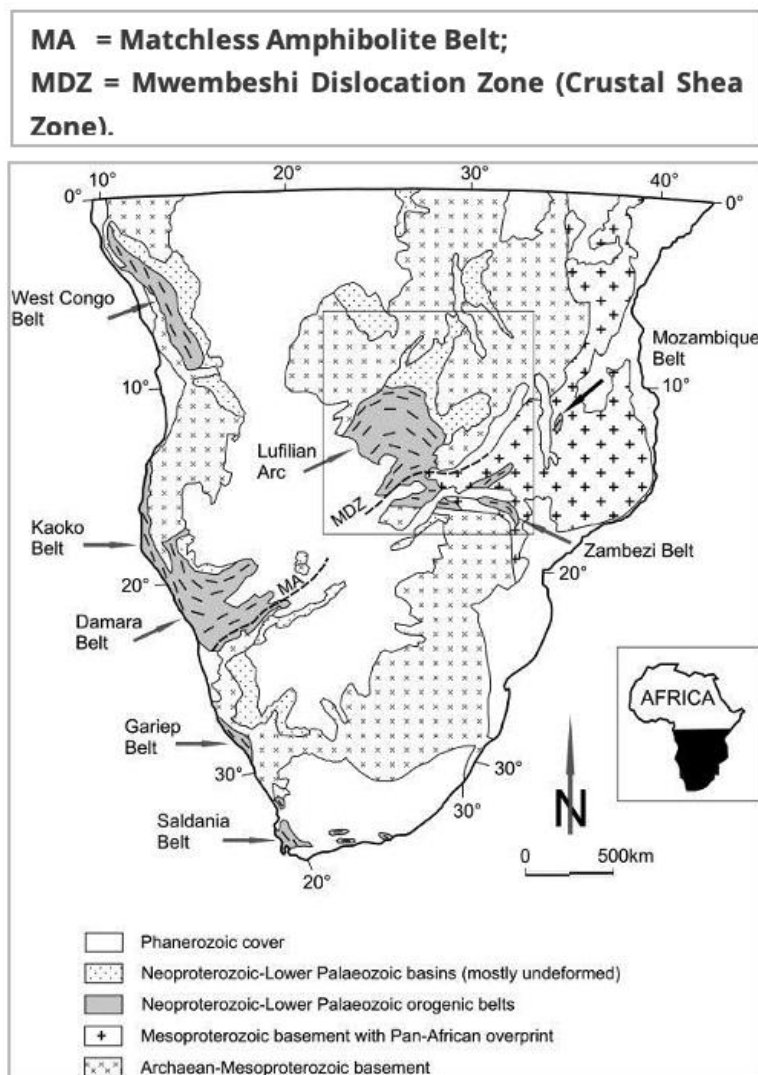 MA = Matchless Amphibolite Belt;
MDZ = Mwembeshi Dislocation Zone (Crustal Shea
Zone).
10°
20°
30°
40°
0°
0°
West Congo
Belt
Mozambique
Belt
10°
10°
Lufilian
Arc
MDZ
Kaoko
Belt
Zambezi Belt
20°
20°
MA
Damara
Belt
AFRICA
Gariep
Belt
30°
30°
30°
N
Saldania
Belt
0 500km
20°
Phanerozoic cover
Neoproterozoic-Lower Palaeozoic basins (mostly undeformed)
Neoproterozoic-Lower Palaeozoic orogenic belts
Mesoproterozoic basement with Pan-African overprint
Archaean-Mesoproterozoic basement